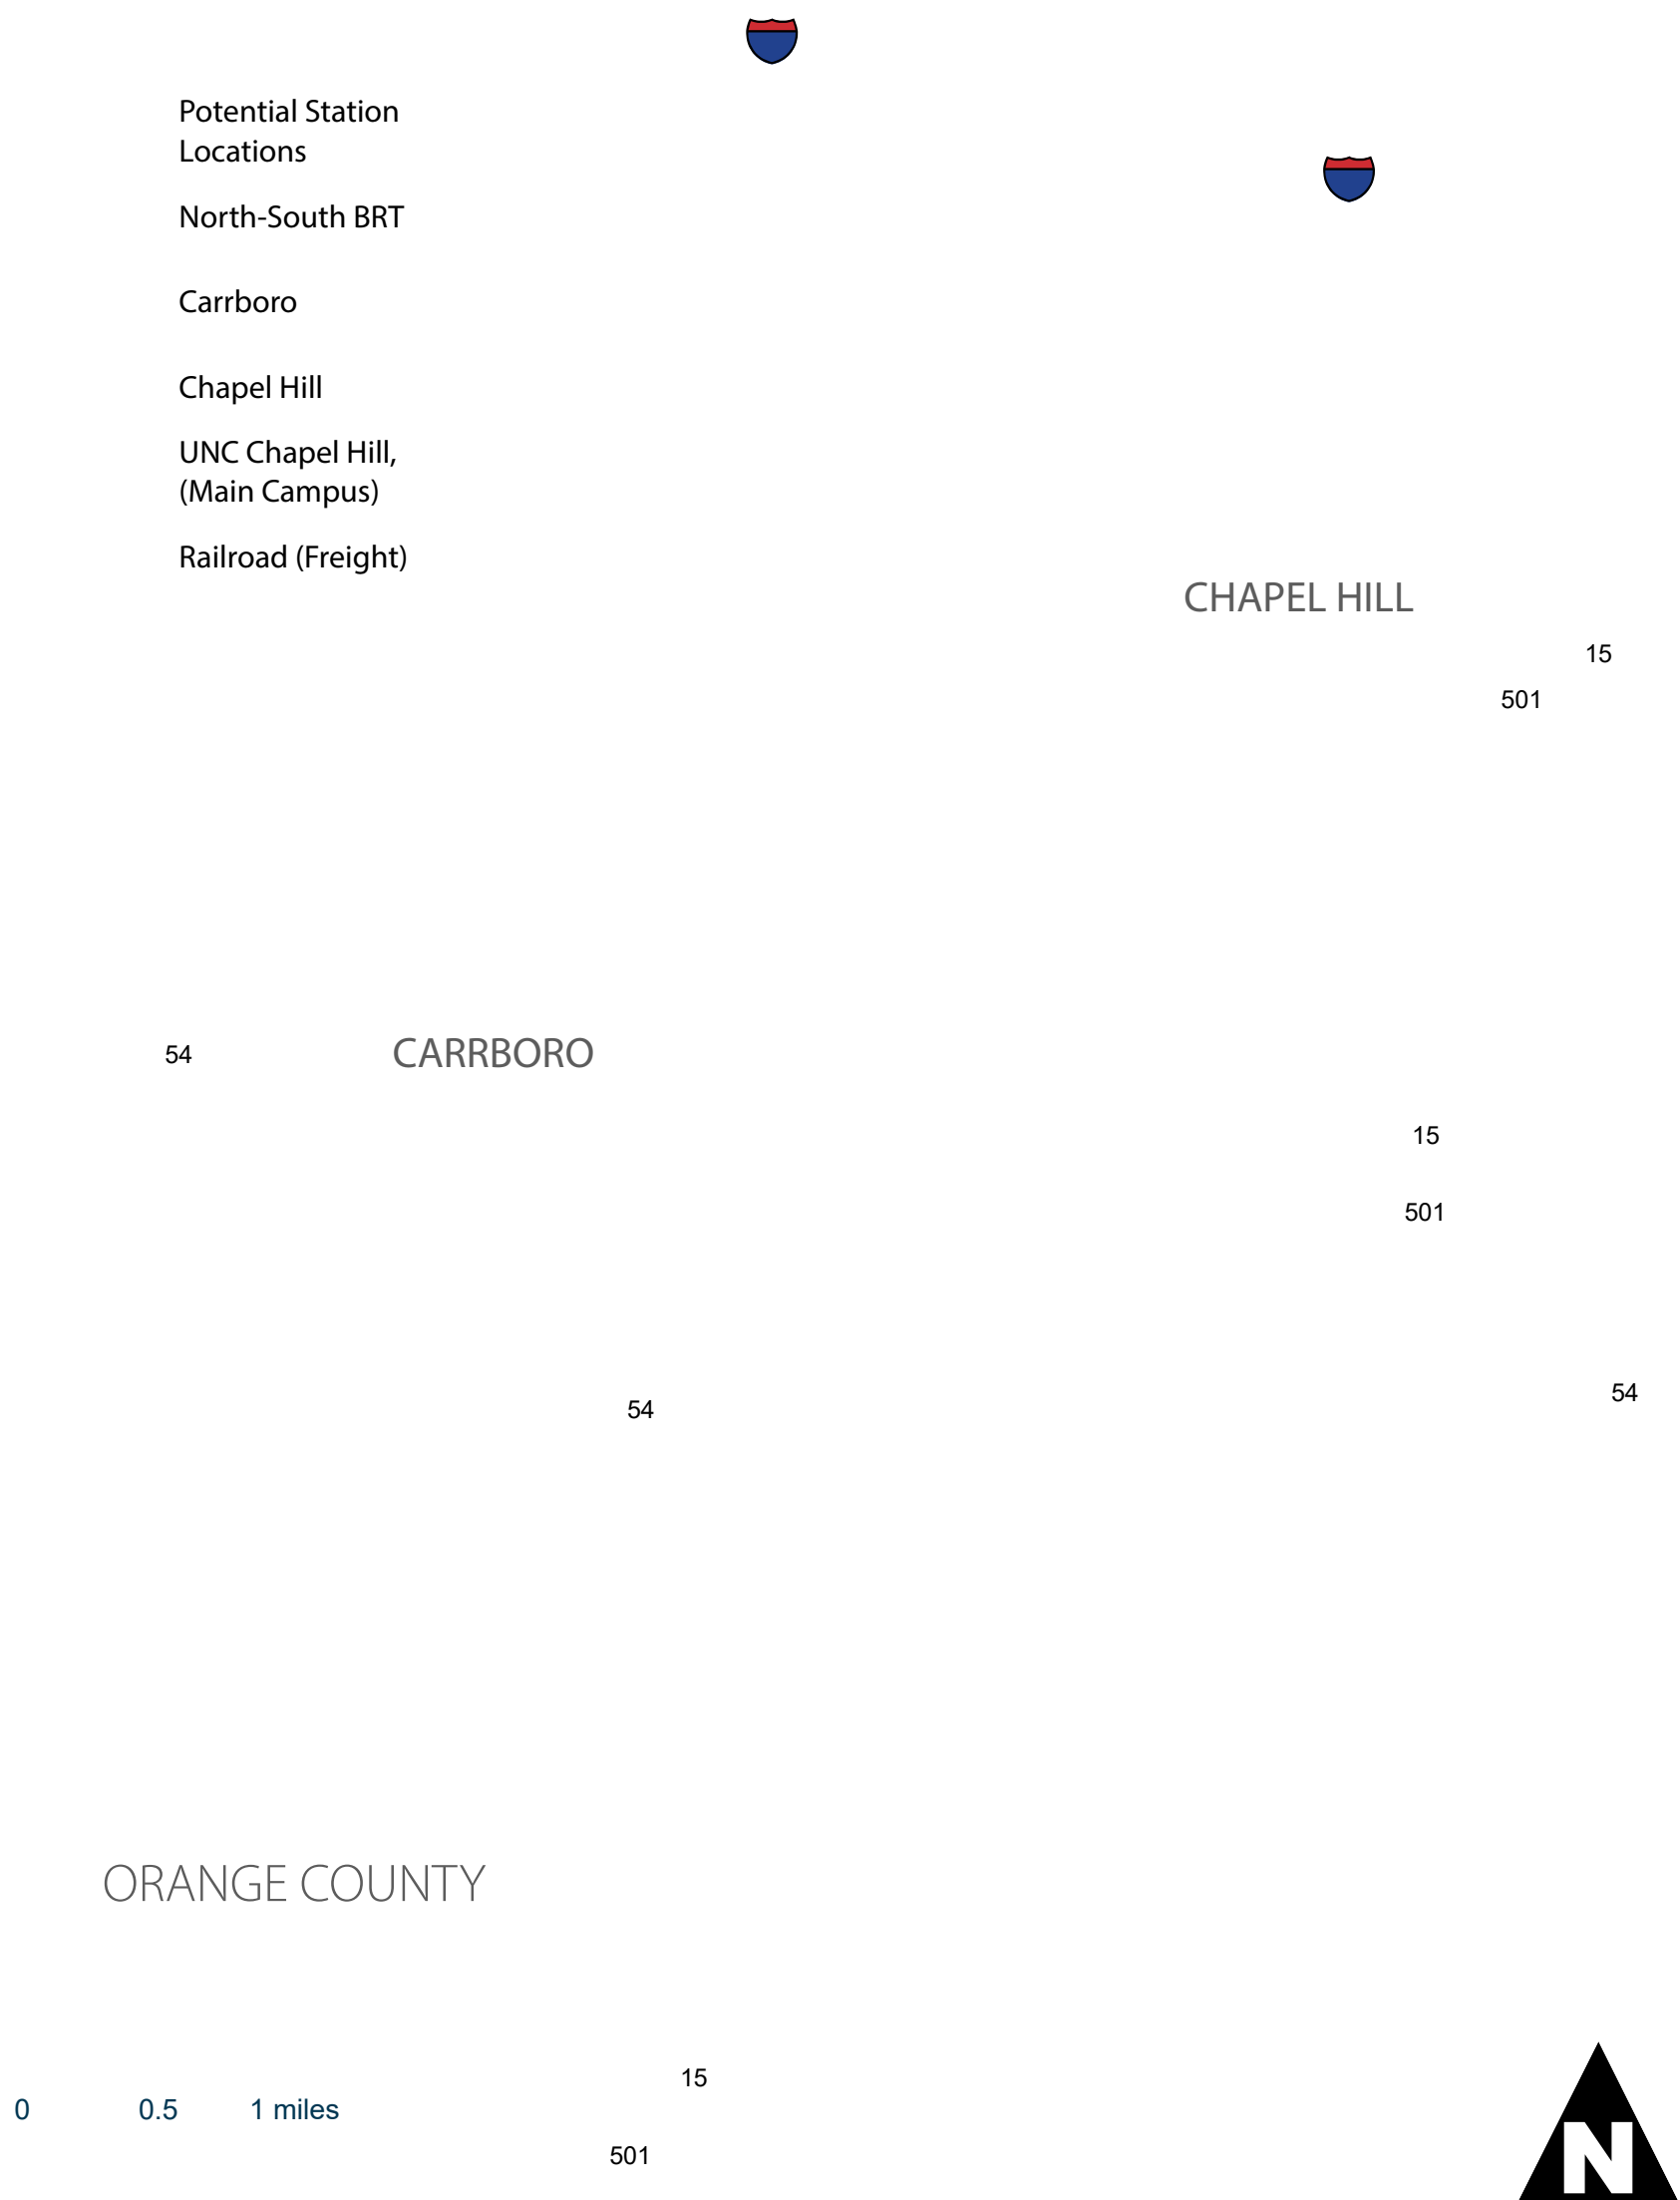 Potential Station
Locations
North-South BRT
Carrboro
Chapel Hill
UNC Chapel Hill,
(Main Campus)
Railroad (Freight)
CHAPEL HILL
15
501
54
CARRBORO
15
501
54
54
ORANGE COUNTY
15
0 0.5 1 miles
501
N